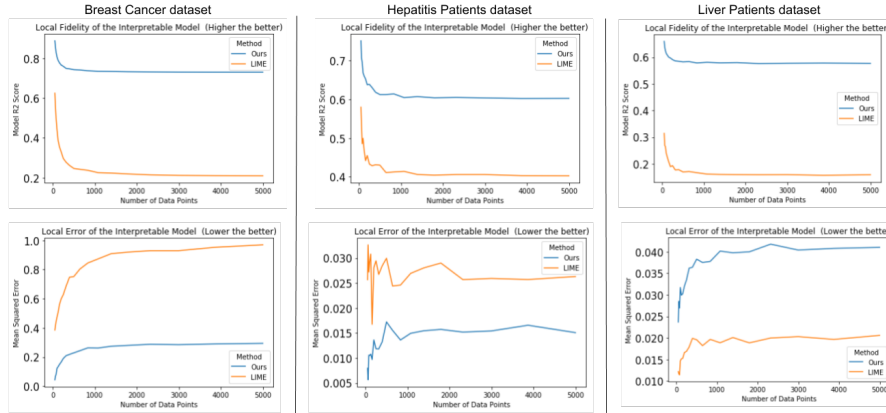 Breast Cancer dataset
Hepatitis Patients dataset
Liver Patients dataset
Local Fidelity of the Interpretable Model (Higher the better)
Model R2 Score
0.8
0.6
0.4
0.2
0
1000
2000
3000
4000
5000
Number of Data Points
Method
Ours
LIME
Local Fidelity of the Interpretable Model (Higher the better)
Model R2 Score
0.7
0.6
0.5
0.4
0
1000
2000
3000
4000
5000
Number of Data Points
Method
Ours
LIME
Local Fidelity of the Interpretable Model (Higher the better
Model R2 Score
0.6
0.5
0.4
0.3
0.2
0
1000
2000
3000
4000
5000
Number of Data Points
Method
Ours
LIME
Local Error of the Interpretable Model (Lower the better)
Mean Squared Error
1.0
0.8
0.6
0.4
0.2
0.0
0
1000
2000
3000
4000
5000
Number of Data Points
Method
Ours
LIME
Local Error of the Interpretable Model (Lower the better)
Mean Squared Error
0.030
0.025
0.020
0.015
0.010
0.005
0
1000
2000
3000
4000
5000
Number of Data Points
Method
Ours
LIME
Local Error of the Interpretable Model (Lower the better)
Mean Squared Error
0.040
0.035
0.030
0.025
0.020
0.015
0.010
0
1000
2000
3000
4000
5000
Number of Data Points
Method
Ours
LIME